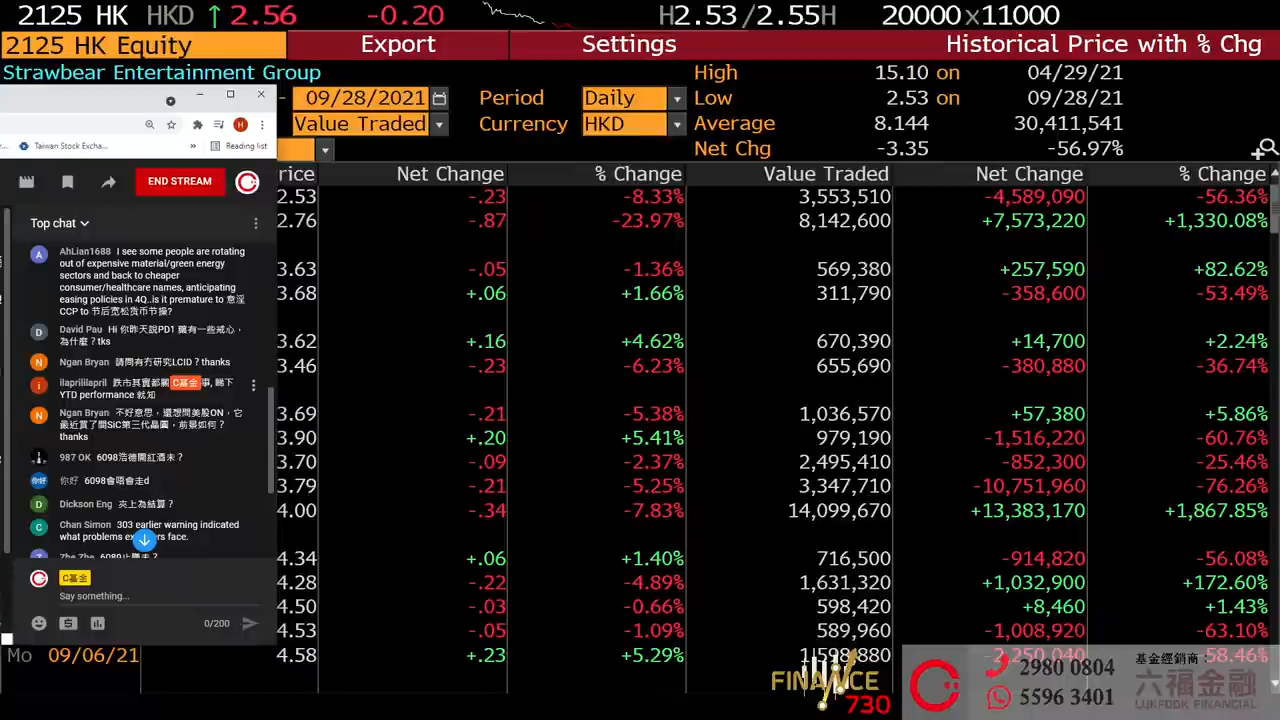 2125 HK HKD ↑ 2.56 -0.20 H2.53/2.55H 20000x11000
2125 HK Equity Export Settings Historical Price with % Chg
Strawbear Entertainment Group
High 15.10 on 04/29/21
09/28/2021 Period Daily Low 2.53 on 09/28/21
Value Traded Currency HKD Average 8.144 30,411,541
Net Chg -3.35 -56.97%
Taiwan Stock Excha... » Reading list
END STREAM
rice Net Change % Change Value Traded Net Change % Change
2.53 -.23 -8.33% 3,553,510 -4,589,090 -56.36%
2.76 -.87 -23.97% 8,142,600 +7,573,220 +1,330.08%
3.63 -.05 -1.36% 569,380 +257,590 +82.62%
3.68 +.06 +1.66% 311,790 -358,600 -53.49%
3.62 +.16 +4.62% 670,390 +14,700 +2.24%
3.46 -.23 -6.23% 655,690 -380,880 -36.74%
3.69 -.21 -5.38% 1,036,570 +57,380 +5.86%
3.90 +.20 +5.41% 979,190 -1,516,220 -60.76%
3.70 -.09 -2.37% 2,495,410 -852,300 -25.46%
3.79 -.21 -5.25% 3,347,710 -10,751,960 -76.26%
4.00 -.34 -7.83% 14,099,670 +13,383,170 +1,867.85%
4.34 +.06 +1.40% 716,500 -914,820 -56.08%
4.28 -.22 -4.89% 1,631,320 +1,032,900 +172.60%
4.50 -.03 -0.66% 598,420 +8,460 +1.43%
4.53 -.05 -1.09% 589,960 -1,008,920 -63.10%
Mo 09/06/21 4.58 +.23 +5.29% 1,598,880 -2,250,040 -58.46%
Top chat
AhLian1688 I see some people are rotating
out of expensive material/green energy
sectors and back to cheaper
consumer/healthcare names, anticipating
easing policies in 4Q..is it premature to 意淫
CCP to 节后宽松货币节操?
David Pau Hi 你昨天說PD1 藥有一些戒心，
為什麼？tks
Ngan Bryan 請問有冇研究LCID？thanks
ilaprililapril 跌市其實都關C基金事, 睇下
YTD performance 就知
Ngan Bryan 不好意思，還想問美股ON，它
最近買了間SiC第三代晶圓，前景如何？
thanks
987 OK 6098浩德開紅酒未？
你好 6098會唔會走d
Dickson Eng 夾上為結算？
Chan Simon 303 earlier warning indicated
what problems face.
C基金
Say something...
0/200
FINANCE
730
2980 0804
5596 3401
基金經銷商：
六福金融
LUKFOOK FINANCIAL